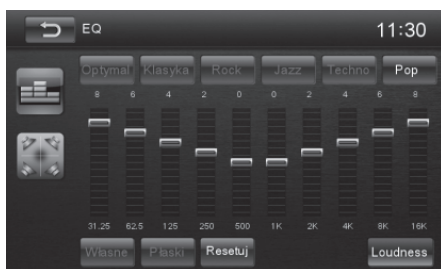 EQ 11:30
Optymal Klasyka Rock Jazz Techno Pop
8 6 4 2 0 0 2 4 6 8
31.25 62.5 125 250 500 1K 2K 4K 8K 16K
Własne Płaski Resetuj Loudness